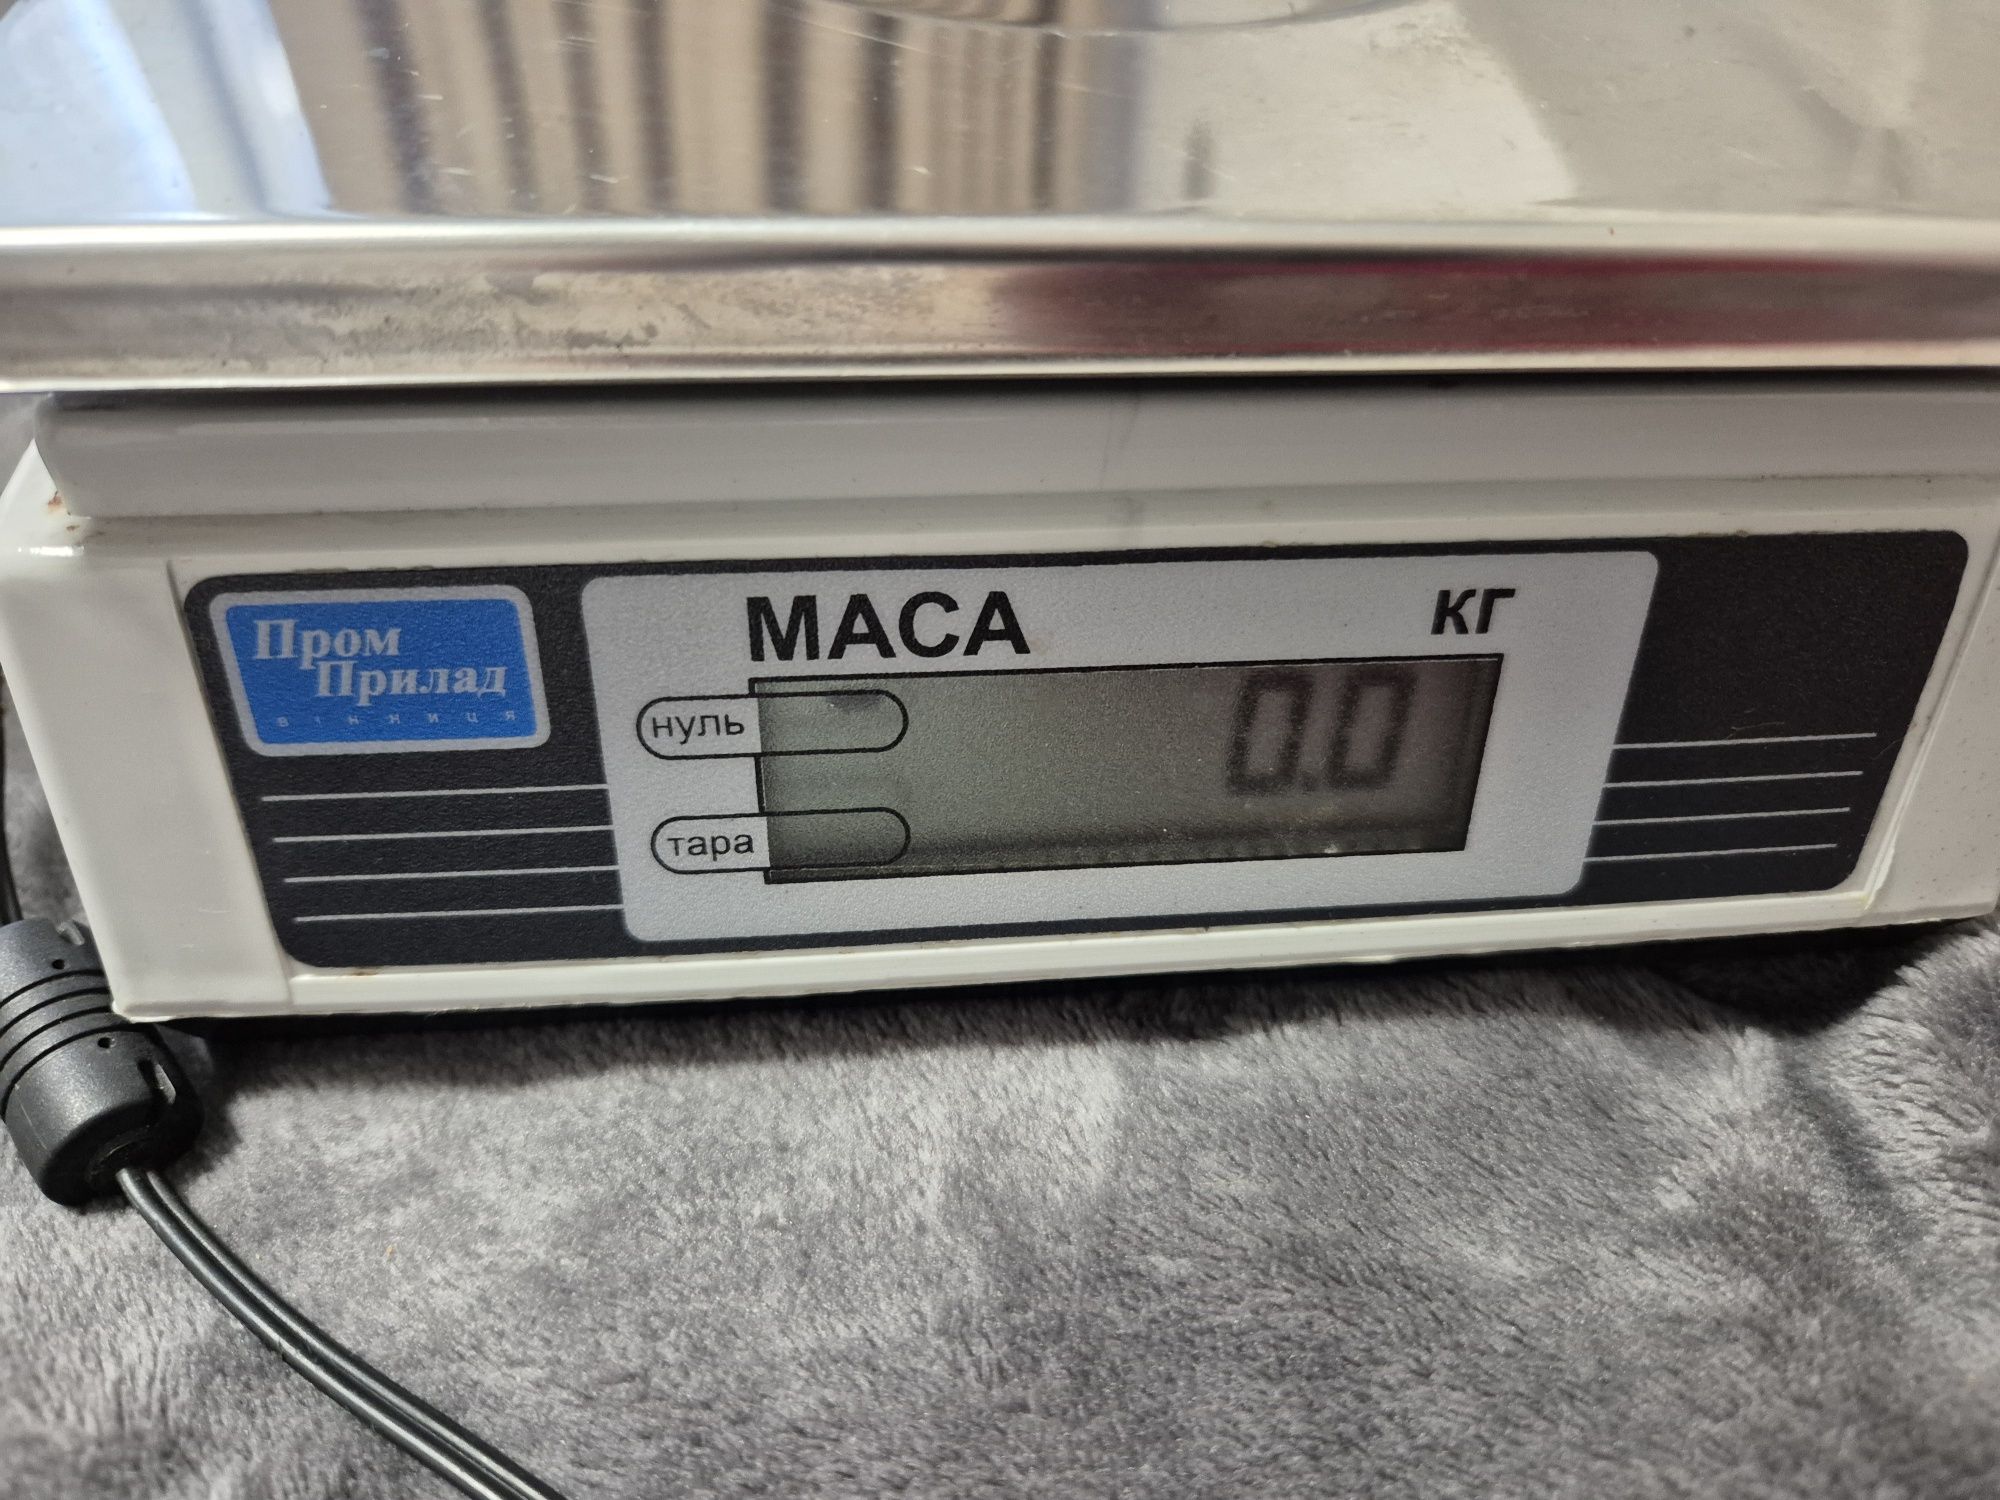 Пром
Прилад
вінниця
МАСА
кг
нуль
0.0
тара